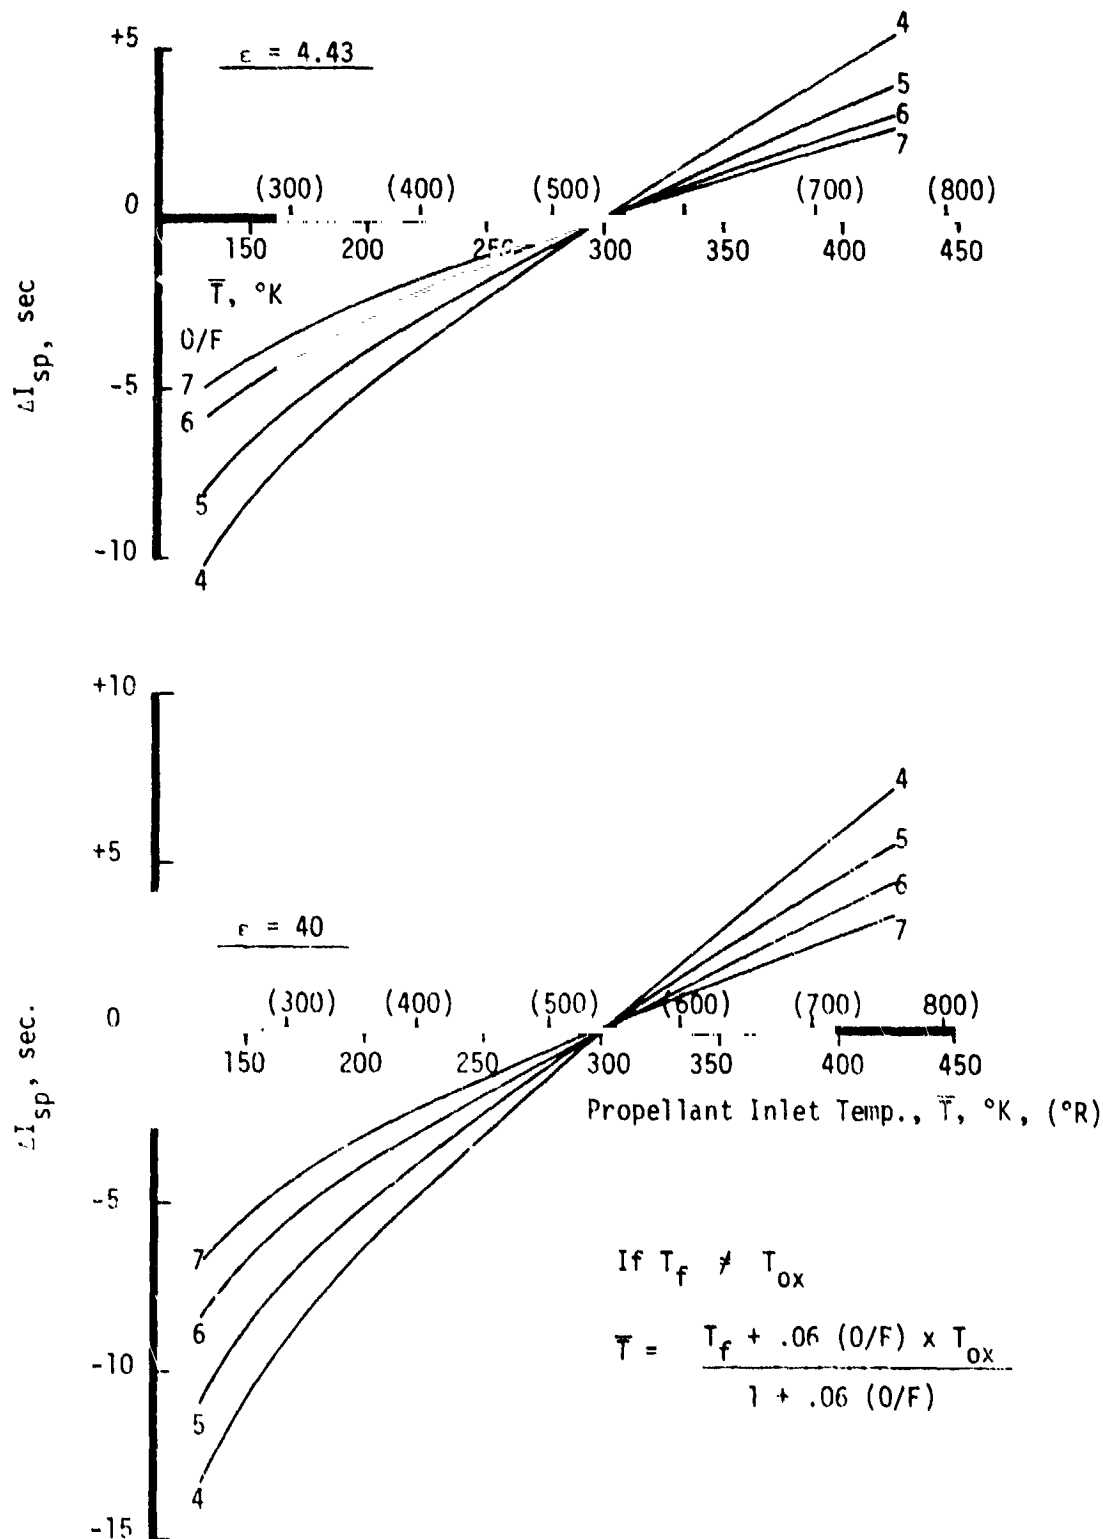 +5
ε = 4.43
4
5
6
7
0
(300) (400) (500) (700) (800)
150 200 250 300 350 400 450
T̅, °K
ΔI_sp, sec
O/F
7
-5
6
5
-10
4
+10
4
+5
5
6
ε = 40
7
0
(300) (400) (500) (600) (700) 800)
150 200 250 300 350 400 450
ΔI_sp, sec.
Propellant Inlet Temp., T̅, °K, (°R)
-5
7
If T_f ≠ T_ox
6
T̅ = T_f + .06 (O/F) x T_ox
-10
1 + .06 (O/F)
5
4
-15